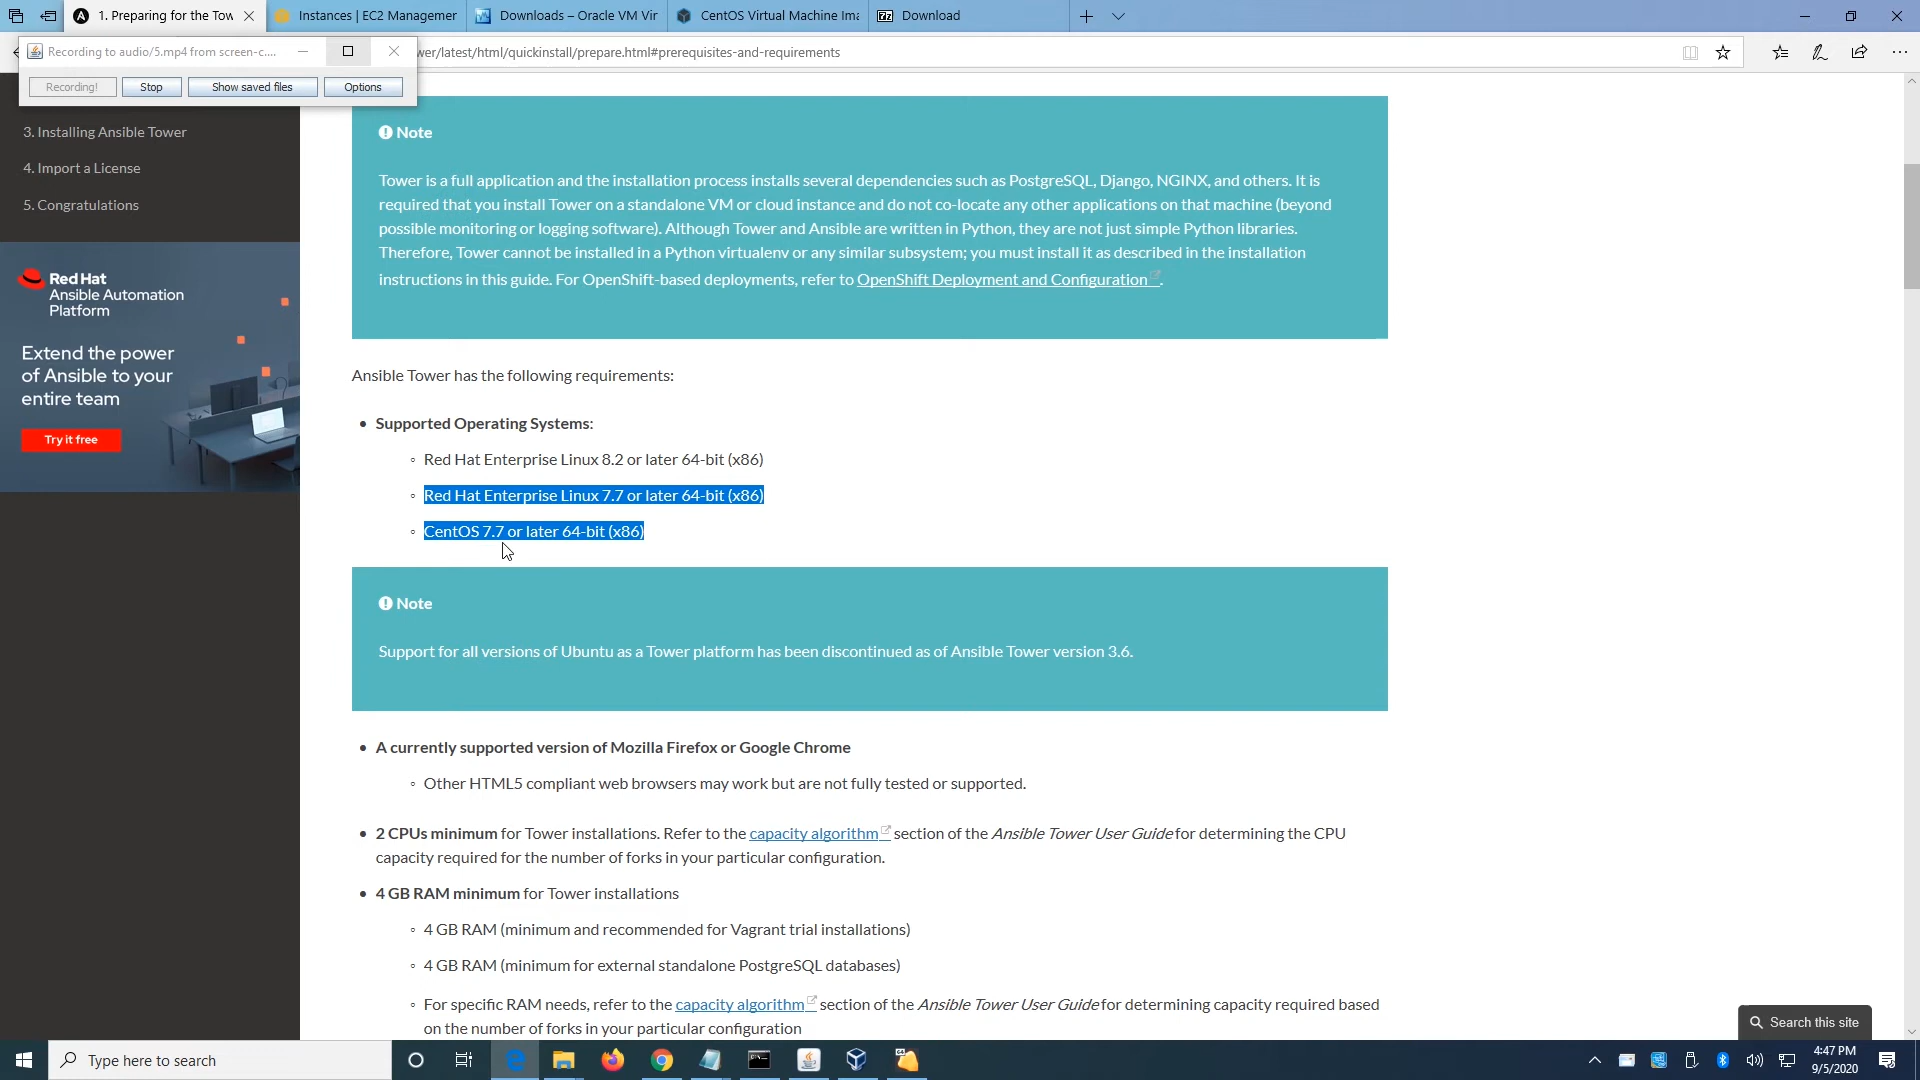 1. Preparing for the Tow
Instances | EC2 Managemer
Downloads – Oracle VM Vir
CentOS Virtual Machine Ima
Download
Recording to audio/5.mp4 from screen-c....
wer/latest/html/quickinstall/prepare.html#prerequisites-and-requirements
Recording!
Stop
Show saved files
Options
3. Installing Ansible Tower
4. Import a License
5. Congratulations
Red Hat
Ansible Automation
Platform
Extend the power
of Ansible to your
entire team
Try it free
Note
Tower is a full application and the installation process installs several dependencies such as PostgreSQL, Django, NGINX, and others. It is
required that you install Tower on a standalone VM or cloud instance and do not co-locate any other applications on that machine (beyond
possible monitoring or logging software). Although Tower and Ansible are written in Python, they are not just simple Python libraries.
Therefore, Tower cannot be installed in a Python virtualenv or any similar subsystem; you must install it as described in the installation
instructions in this guide. For OpenShift-based deployments, refer to OpenShift Deployment and Configuration.
Ansible Tower has the following requirements:
• Supported Operating Systems:
◦ Red Hat Enterprise Linux 8.2 or later 64-bit (x86)
◦ Red Hat Enterprise Linux 7.7 or later 64-bit (x86)
◦ CentOS 7.7 or later 64-bit (x86)
Note
Support for all versions of Ubuntu as a Tower platform has been discontinued as of Ansible Tower version 3.6.
• A currently supported version of Mozilla Firefox or Google Chrome
◦ Other HTML5 compliant web browsers may work but are not fully tested or supported.
• 2 CPUs minimum for Tower installations. Refer to the capacity algorithm section of the Ansible Tower User Guide for determining the CPU
capacity required for the number of forks in your particular configuration.
• 4 GB RAM minimum for Tower installations
◦ 4 GB RAM (minimum and recommended for Vagrant trial installations)
◦ 4 GB RAM (minimum for external standalone PostgreSQL databases)
◦ For specific RAM needs, refer to the capacity algorithm section of the Ansible Tower User Guide for determining capacity required based
on the number of forks in your particular configuration
Search this site
Type here to search
4:47 PM
9/5/2020